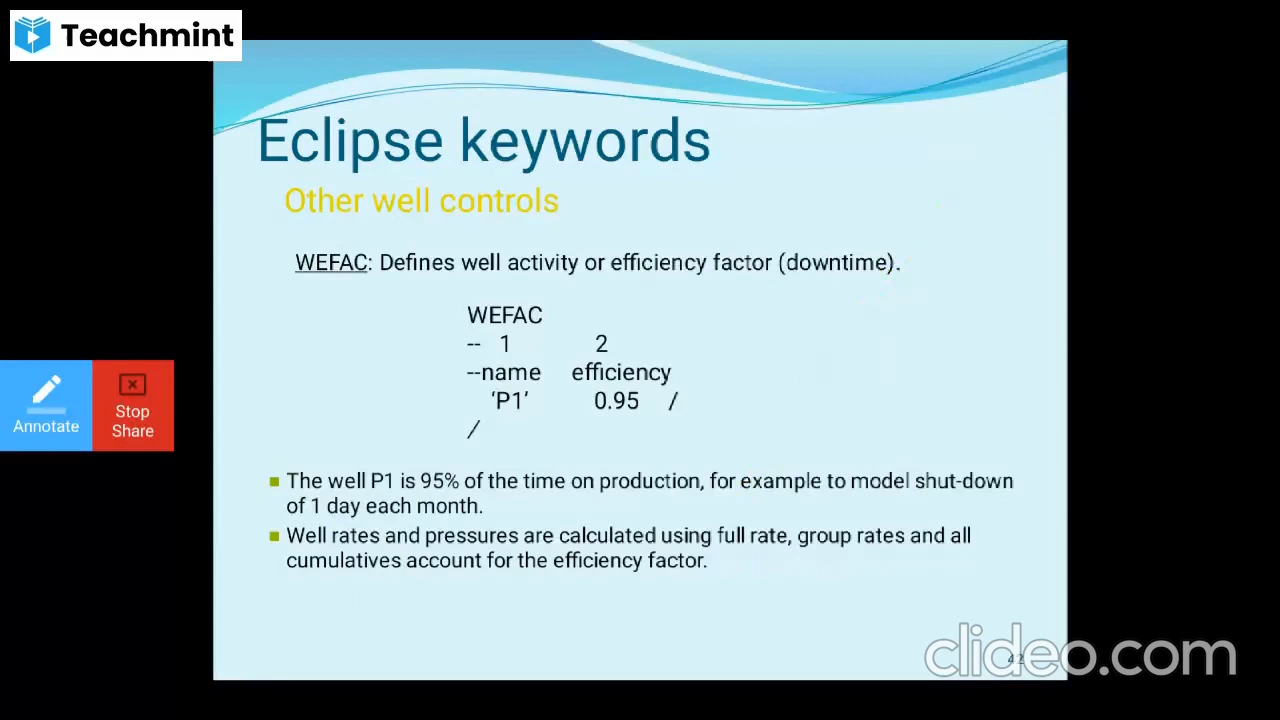 Teachmint
Eclipse keywords
Other well controls
WEFAC: Defines well activity or efficiency factor (downtime).
WEFAC
-- 1 2
--name efficiency
‘P1’ 0.95 /
/
Annotate
Stop
Share
The well P1 is 95% of the time on production, for example to model shut-down
of 1 day each month.
Well rates and pressures are calculated using full rate, group rates and all
cumulatives account for the efficiency factor.
clideo.com
42